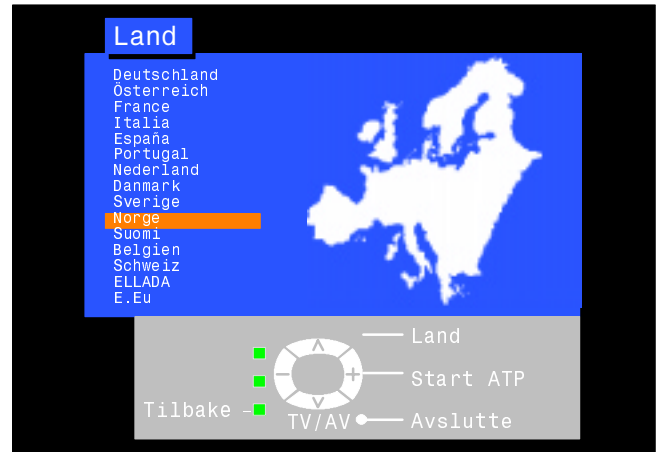 Land
Deutschland
Österreich
France
Italia
España
Portugal
Nederland
Danmark
Sverige
Norge
Suomi
Belgien
Schweiz
ELLADA
E.Eu
Land
Start ATP
Tilbake
TV/AV
Avslutte